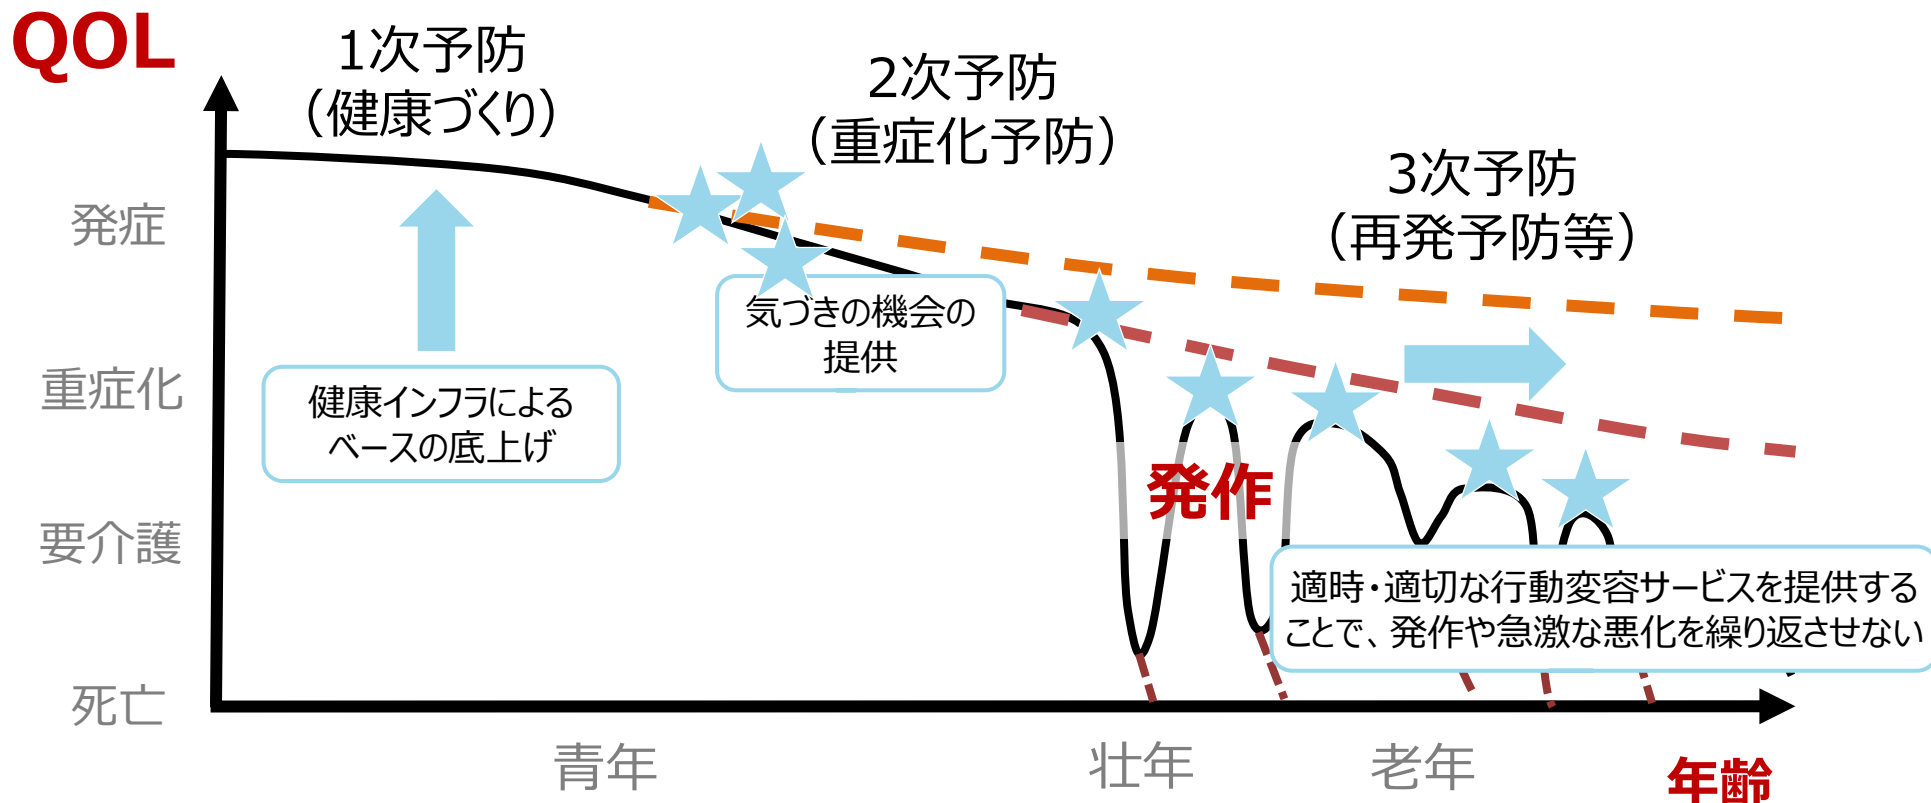 QOL
1次予防
（健康づくり）
2次予防
（重症化予防）
3次予防
（再発予防等）
発症
重症化
要介護
死亡
気づきの機会の
提供
健康インフラによる
ベースの底上げ
発作
適時・適切な行動変容サービスを提供する
ことで、発作や急激な悪化を繰り返させない
青年
壮年
老年
年齢